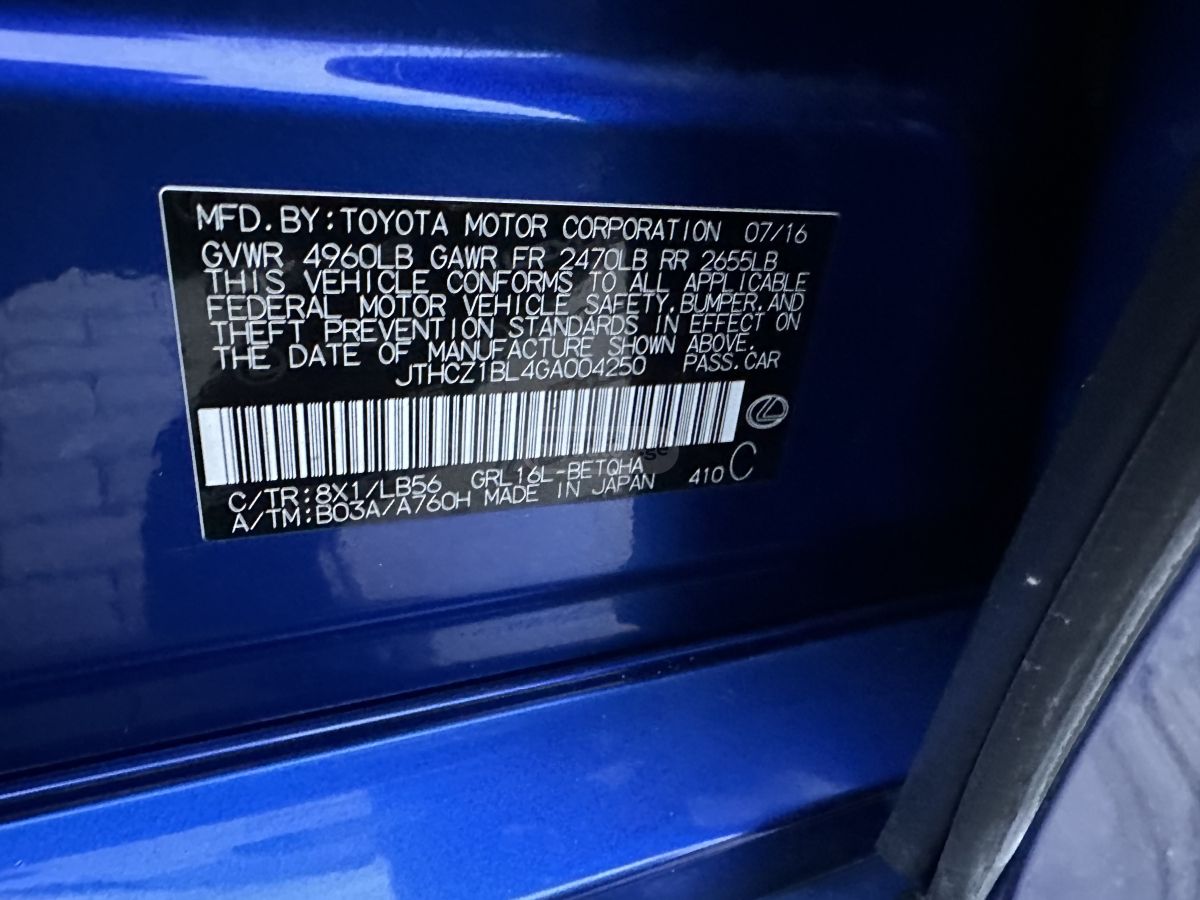 MFD.BY:TOYOTA MOTOR CORPORATION 07/16
GVWR 4960LB GAWR FR 2470LB RR 2655LB
THIS VEHICLE CONFORMS TO ALL APPLICABLE
FEDERAL MOTOR VEHICLE SAFETY,BUMPER,AND
THEFT PREVENTION STANDARDS IN EFFECT ON
THE DATE OF MANUFACTURE SHOWN ABOVE.
JTHCZ1BL4GA004250 PASS.CAR
C/TR:8X1/LB56 GRL16L-BETQHA
A/TM:B03A/A760H MADE IN JAPAN 410 C